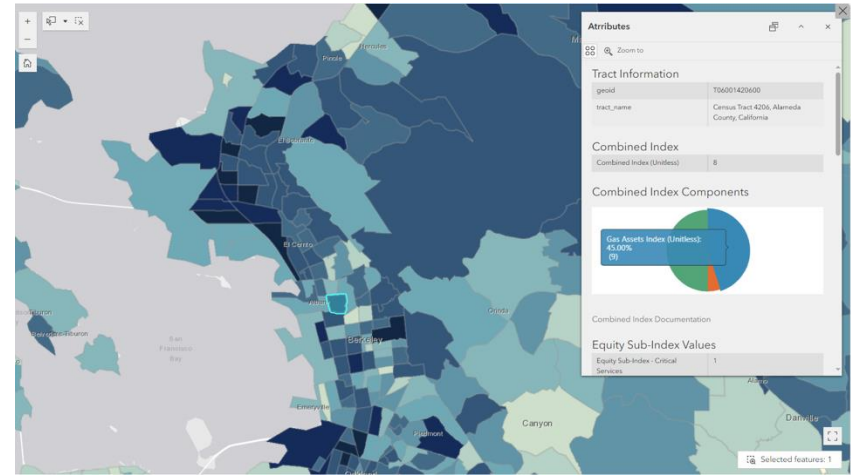 Attributes
Zoom to
Tract Information
geoid T06001420600
tract_name Census Tract 4206, Alameda
County, California
Combined Index
Combined Index (Unitless) 8
Combined Index Components
Gas Assets Index (Unitless):
45.00%
(9)
Combined Index Documentation
Equity Sub-Index Values
Equity Sub-Index - Critical
Services 1
Hercules
Pinole
El Sobrante
El Cerrito
Albany
Orinda
San
Francisco
Bay
Berkeley
Emeryville
Piedmont
Canyon
Alamo
Danville
Selected features: 1